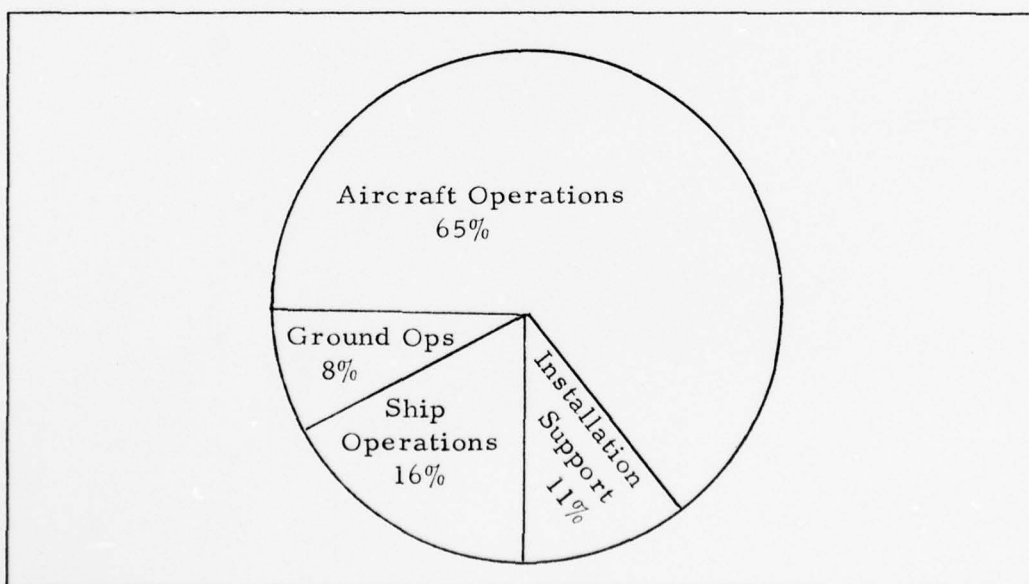 Aircraft Operations
65%
Ground Ops
8%
Ship
Operations
16%
Installation
Support
11%